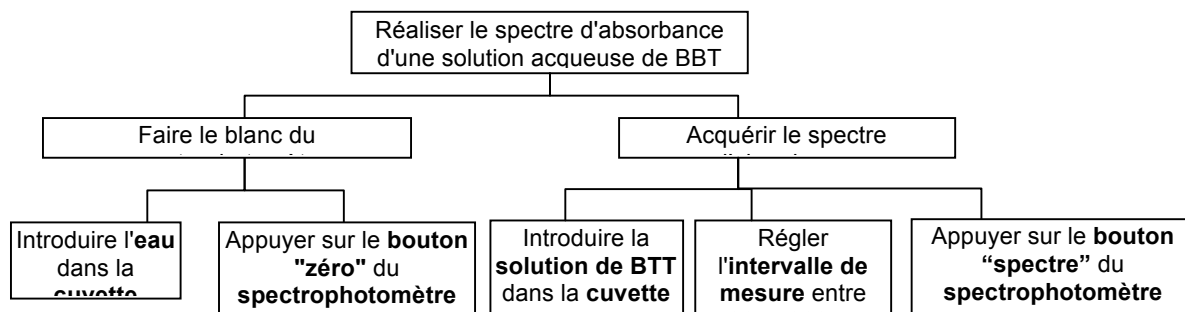 Réaliser le spectre d'absorbance
d'une solution acqueuse de BBT
Faire le blanc du
Acquérir le spectre
Introduire l'eau
dans la
cuvette
Appuyer sur le bouton
"zéro" du
spectrophotomètre
Introduire la
solution de BTT
dans la cuvette
Régler
l'intervalle de
mesure entre
Appuyer sur le bouton
“spectre” du
spectrophotomètre